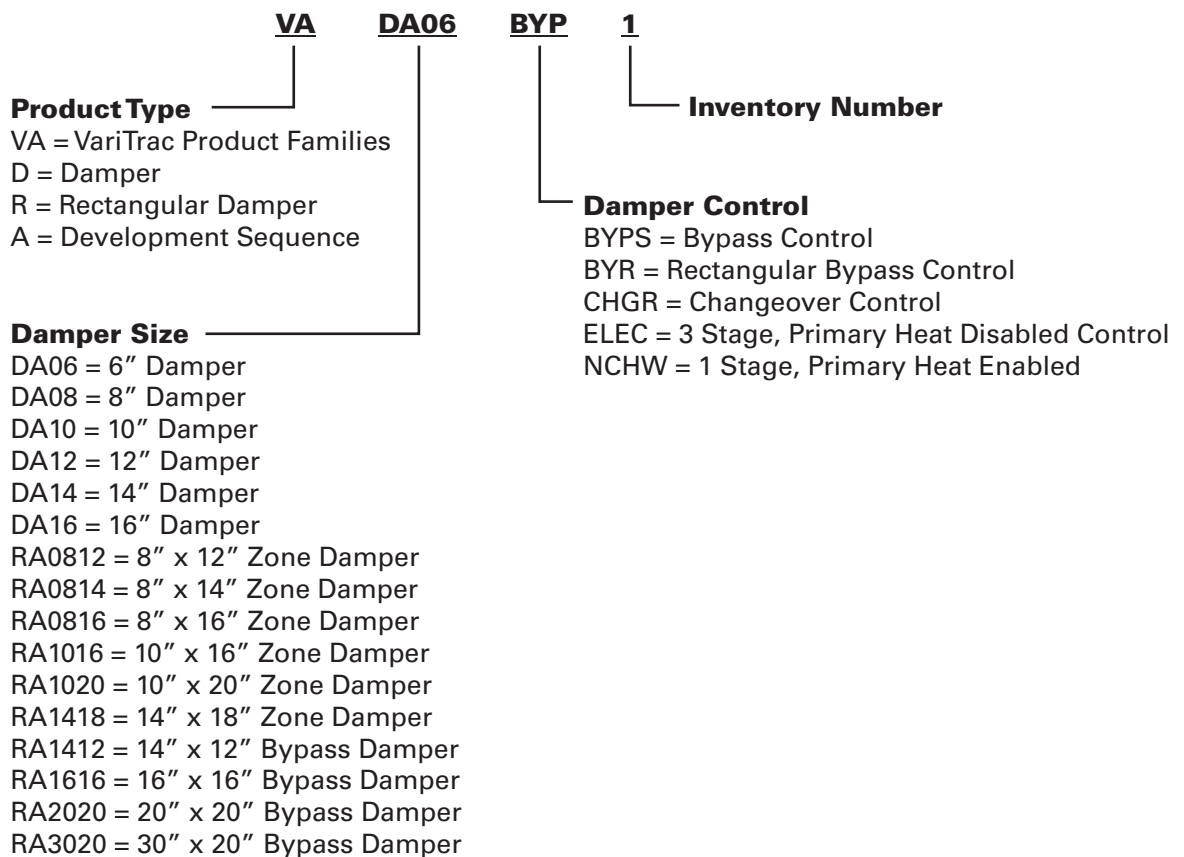 VA DA06 BYP 1
Product Type
VA = VariTrac Product Families
D = Damper
R = Rectangular Damper
A = Development Sequence
Inventory Number
Damper Control
BYPS = Bypass Control
BYR = Rectangular Bypass Control
CHGR = Changeover Control
ELEC = 3 Stage, Primary Heat Disabled Control
NCHW = 1 Stage, Primary Heat Enabled
Damper Size
DA06 = 6” Damper
DA08 = 8” Damper
DA10 = 10” Damper
DA12 = 12” Damper
DA14 = 14” Damper
DA16 = 16” Damper
RA0812 = 8” x 12” Zone Damper
RA0814 = 8” x 14” Zone Damper
RA0816 = 8” x 16” Zone Damper
RA1016 = 10” x 16” Zone Damper
RA1020 = 10” x 20” Zone Damper
RA1418 = 14” x 18” Zone Damper
RA1412 = 14” x 12” Bypass Damper
RA1616 = 16” x 16” Bypass Damper
RA2020 = 20” x 20” Bypass Damper
RA3020 = 30” x 20” Bypass Damper